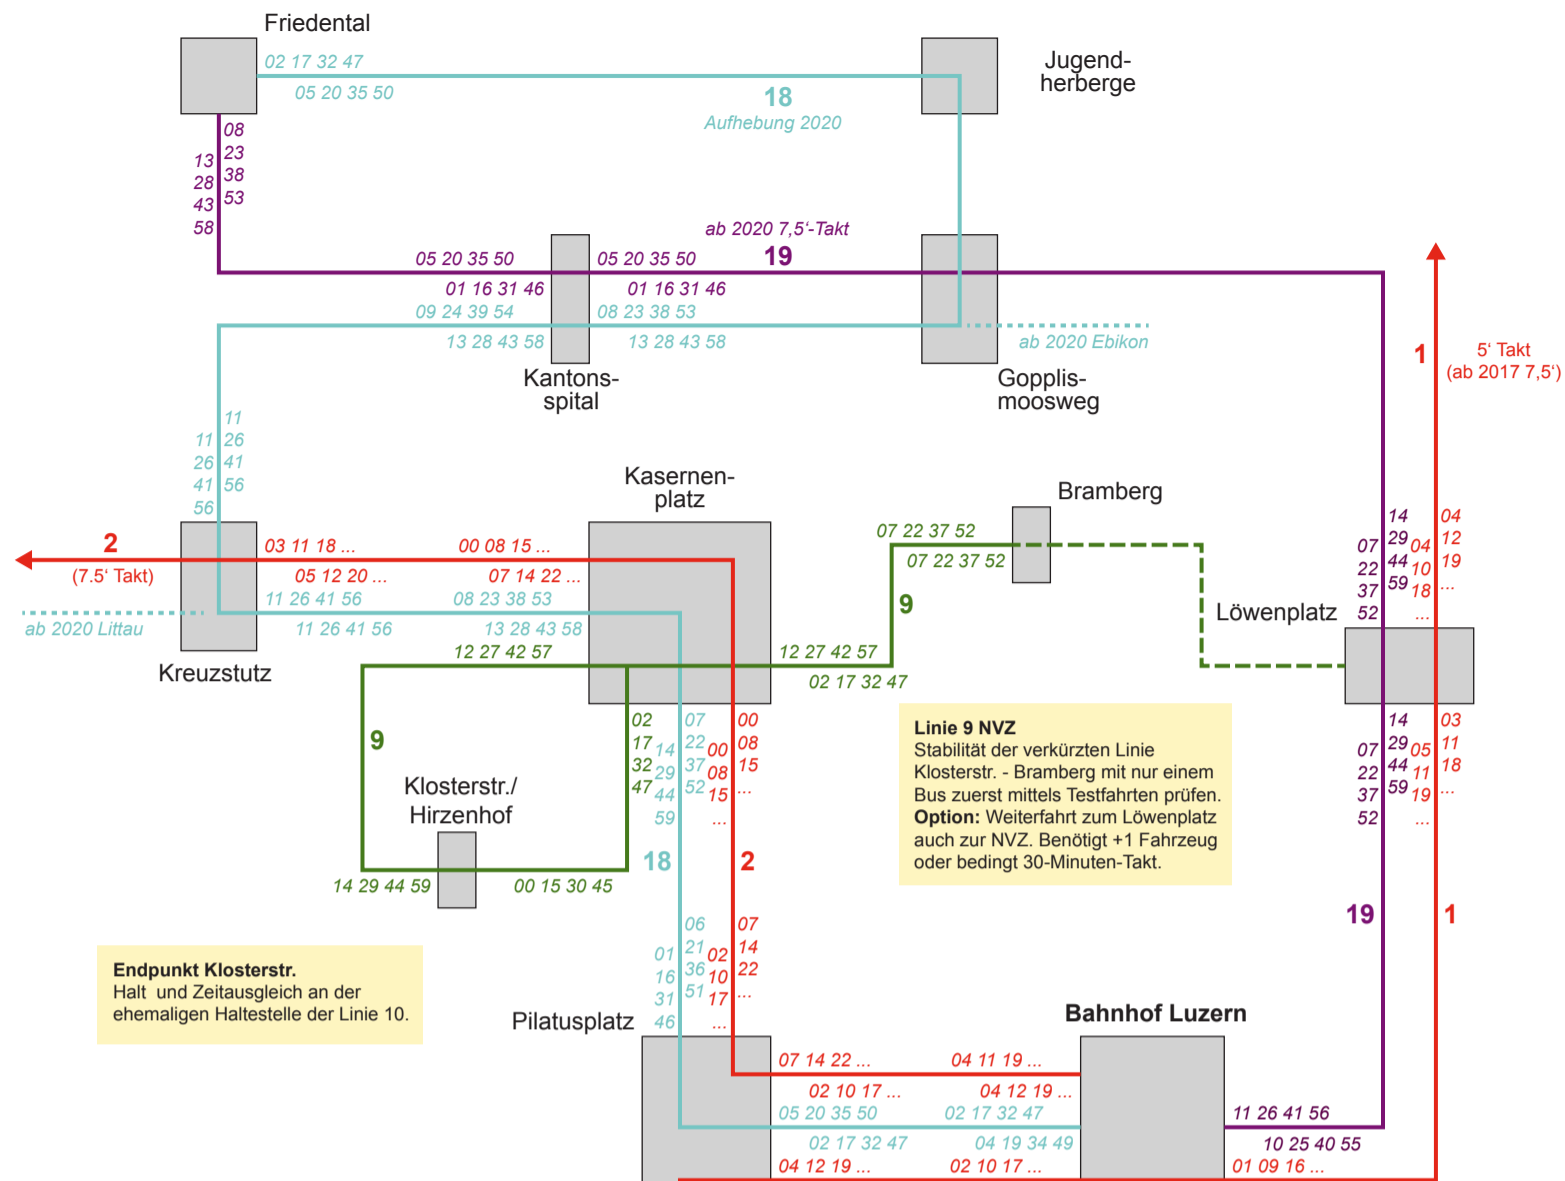 Friedental
02 17 32 47
05 20 35 50
Jugend-
herberge
18
Aufhebung 2020
08
23
38
53
13
28
43
58
ab 2020 7,5'-Takt
19
05 20 35 50
05 20 35 50
01 16 31 46
01 16 31 46
09 24 39 54
08 23 38 53
13 28 43 58
13 28 43 58
ab 2020 Ebikon
Kantons-
spital
Gopplis-
moosweg
1
5' Takt
(ab 2017 7,5')
11
26
41
56
11
26
41
56
Kasernen-
platz
Bramberg
2
(7.5' Takt)
03 11 18 ...
00 08 15 ...
05 12 20 ...
07 14 22 ...
11 26 41 56
08 23 38 53
11 26 41 56
13 28 43 58
ab 2020 Littau
Kreuzstutz
07 22 37 52
07 22 37 52
9
14
29
44
59
07
22
37
52
04
12
19
...
04
10
18
...
Löwenplatz
12 27 42 57
12 27 42 57
02 17 32 47
9
02
17
32
47
07
22
37
52
14
29
44
59
00
08
15
...
00
08
15
...
14
29
44
59
07
22
37
52
03
11
18
...
05
11
19
...
Linie 9 NVZ
Stabilität der verkürzten Linie
Klosterstr. - Bramberg mit nur einem
Bus zuerst mittels Testfahrten prüfen.
Option: Weiterfahrt zum Löwenplatz
auch zur NVZ. Benötigt +1 Fahrzeug
oder bedingt 30-Minuten-Takt.
Klosterstr./
Hirzenhof
14 29 44 59
00 15 30 45
18
2
19
1
06
21
36
51
01
16
31
46
07
14
22
...
02
10
17
...
Endpunkt Klosterstr.
Halt und Zeitausgleich an der
ehemaligen Haltestelle der Linie 10.
Pilatusplatz
Bahnhof Luzern
07 14 22 ...
04 11 19 ...
02 10 17 ...
04 12 19 ...
05 20 35 50
02 17 32 47
02 17 32 47
04 19 34 49
04 12 19 ...
02 10 17 ...
11 26 41 56
10 25 40 55
01 09 16 ...